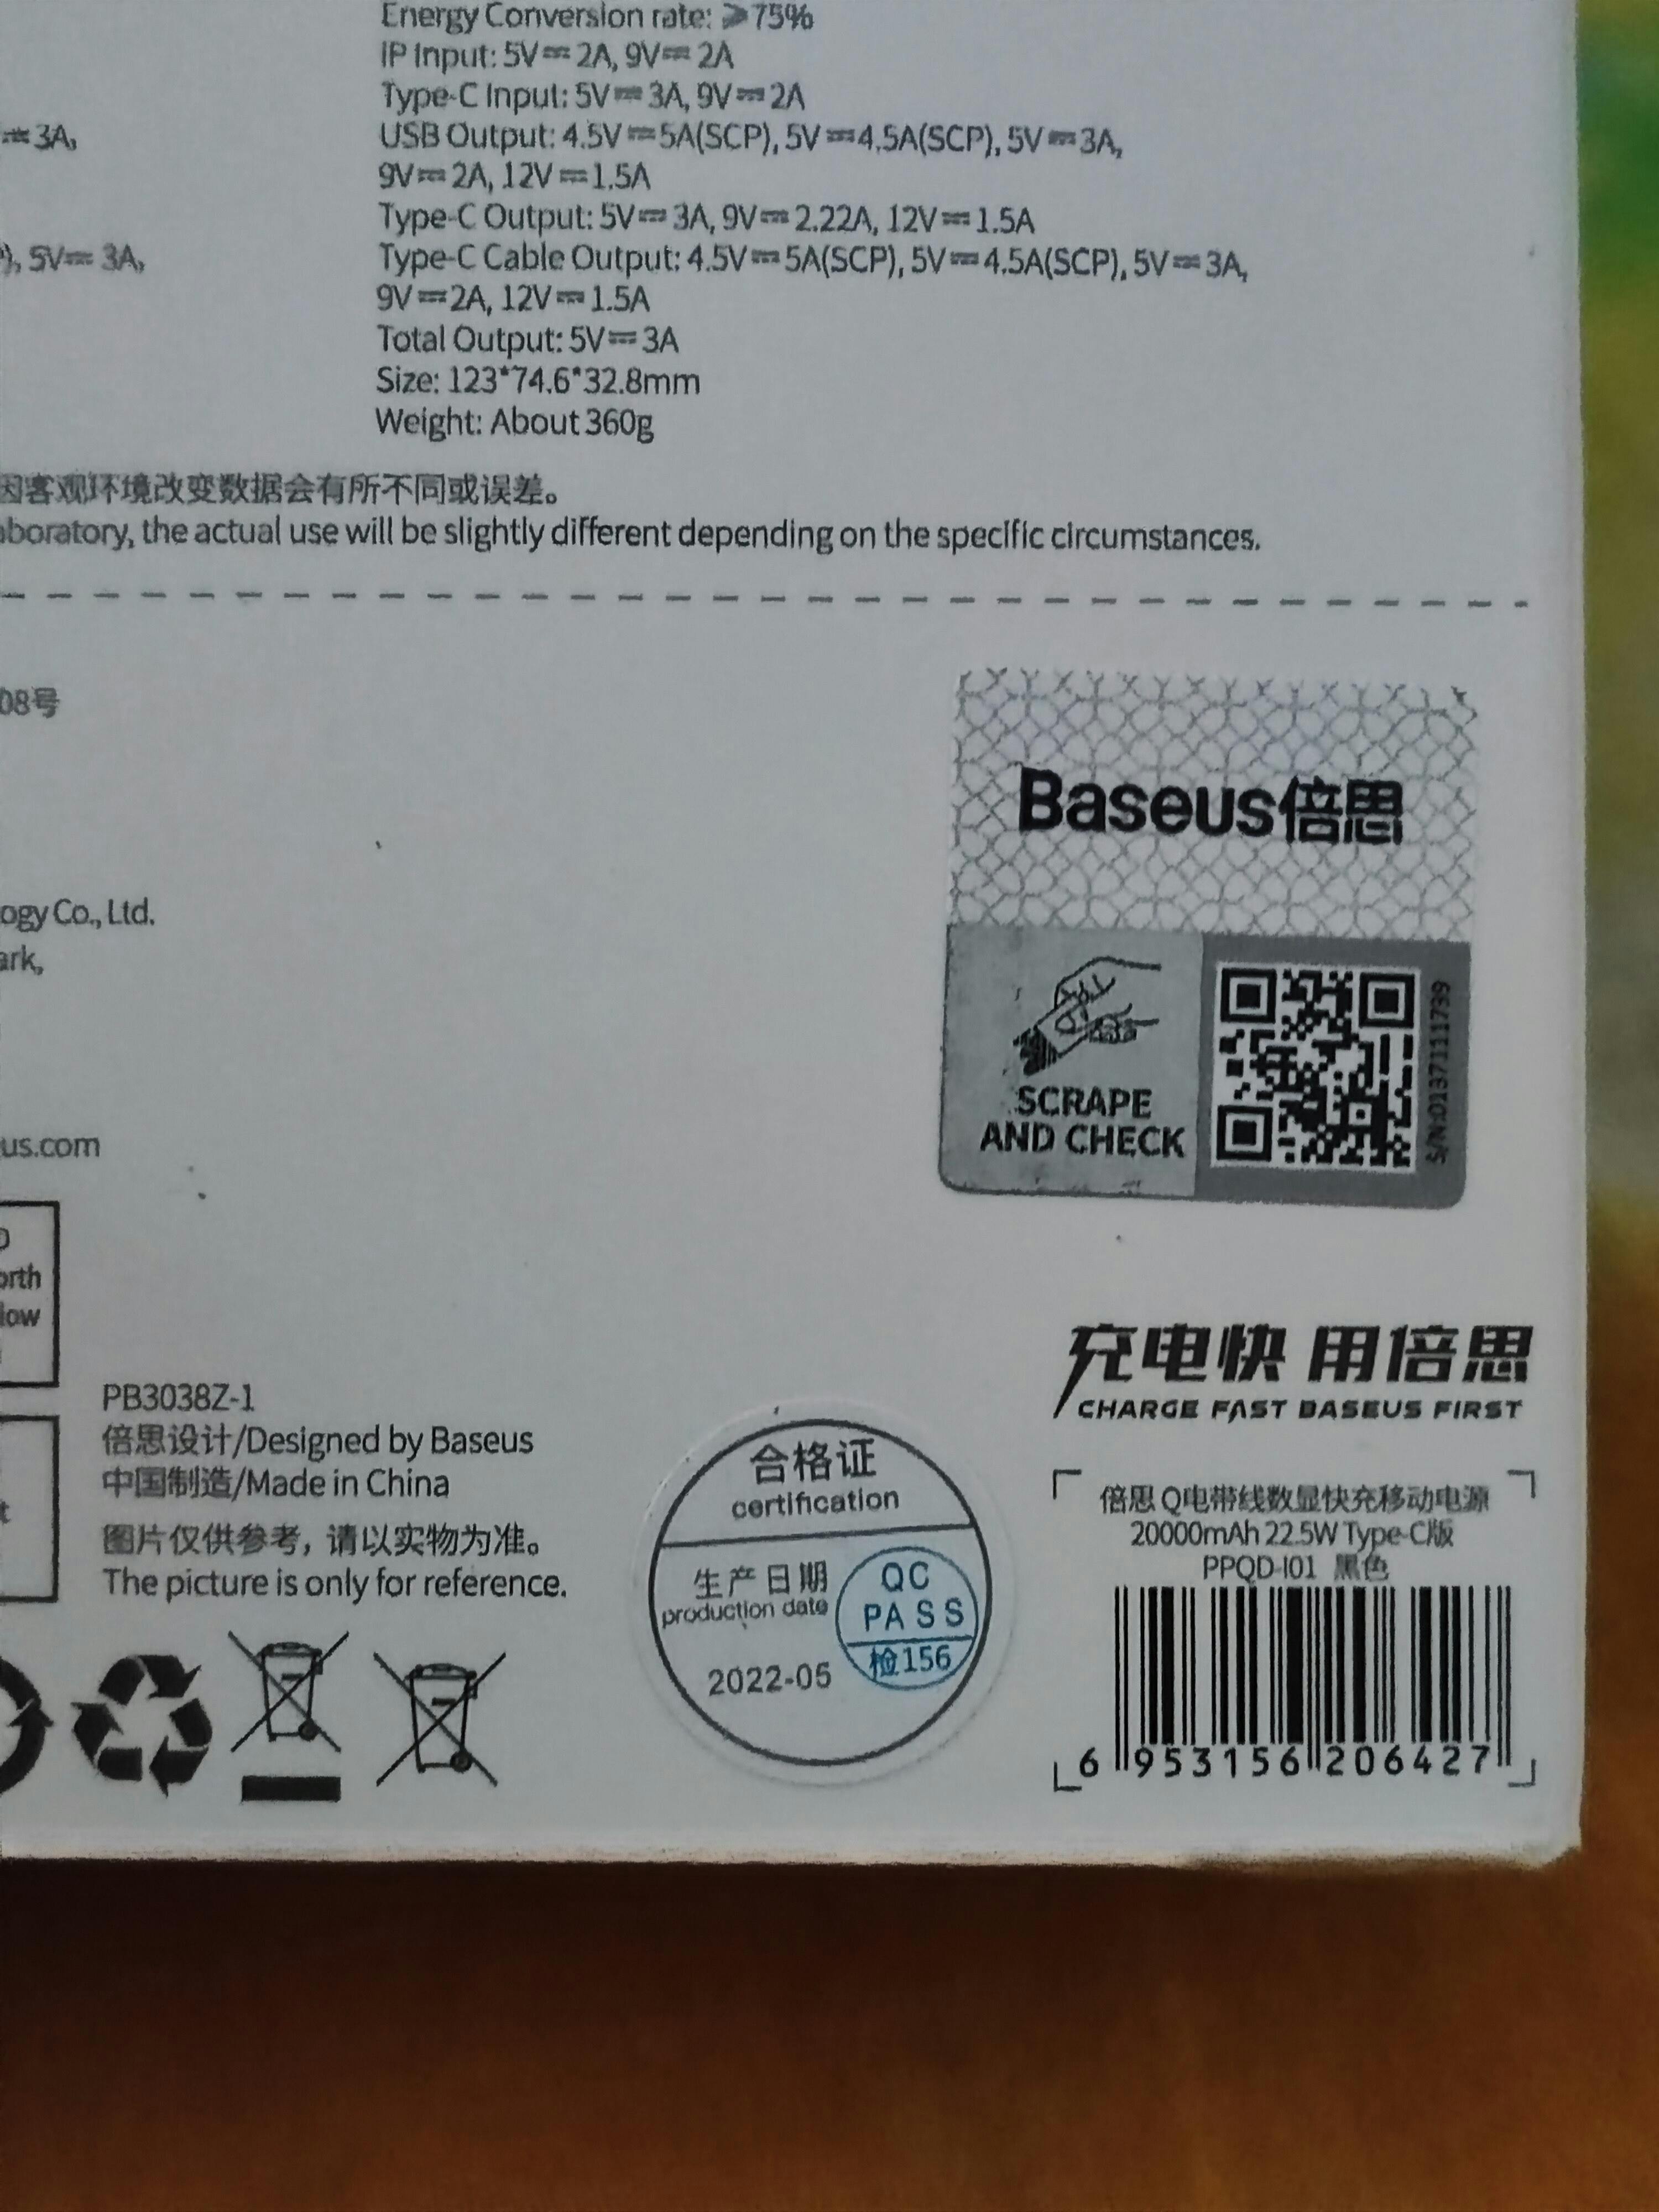 Energy Conversion rate: ⩾75%
IP Input: 5V⎓2A, 9V⎓2A
Type-C Input: 5V⎓3A, 9V⎓2A
⎓3A,
USB Output: 4.5V⎓5A(SCP), 5V⎓4.5A(SCP), 5V⎓3A,
9V⎓2A, 12V⎓1.5A
Type-C Output: 5V⎓3A, 9V⎓2.22A, 12V⎓1.5A
), 5V⎓3A,
Type-C Cable Output: 4.5V⎓5A(SCP), 5V⎓4.5A(SCP), 5V⎓3A,
9V⎓2A, 12V⎓1.5A
Total Output: 5V⎓3A
Size: 123*74.6*32.8mm
Weight: About 360g
因客观环境改变数据会有所不同或误差。
aboratory, the actual use will be slightly different depending on the specific circumstances.
08号
ogy Co., Ltd.
ark,
us.com
orth
low
Baseus倍思
SCRAPE
AND CHECK
S/N:0137111739
充电快 用倍思
CHARGE FAST BASEUS FIRST
PB3038Z-1
倍思设计/Designed by Baseus
中国制造/Made in China
图片仅供参考，请以实物为准。
The picture is only for reference.
合格证
certification
生产日期
production date
2022-05
QC
PASS
检156
倍思 Q电带线数显快充移动电源
20000mAh 22.5W Type-C版
PPQD-I01 黑色
6 953156 206427